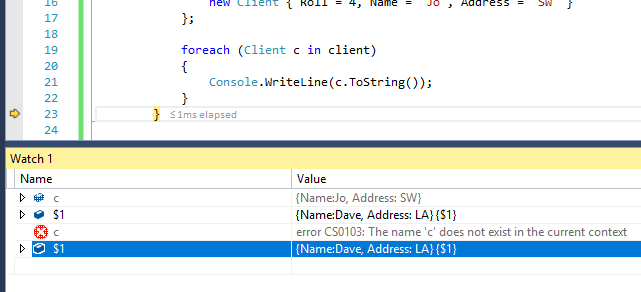 16 new Client { Roll = 4, Name = "Jo", Address = "SW" }
17 };
18
19 foreach (Client c in client)
20 {
21 Console.WriteLine(c.ToString());
22 }
23 } ≤1ms elapsed
24
Watch 1
Name Value
c {Name:Jo, Address: SW}
$1 {Name:Dave, Address: LA}{$1}
c error CS0103: The name 'c' does not exist in the current context
$1 {Name:Dave, Address: LA}{$1}